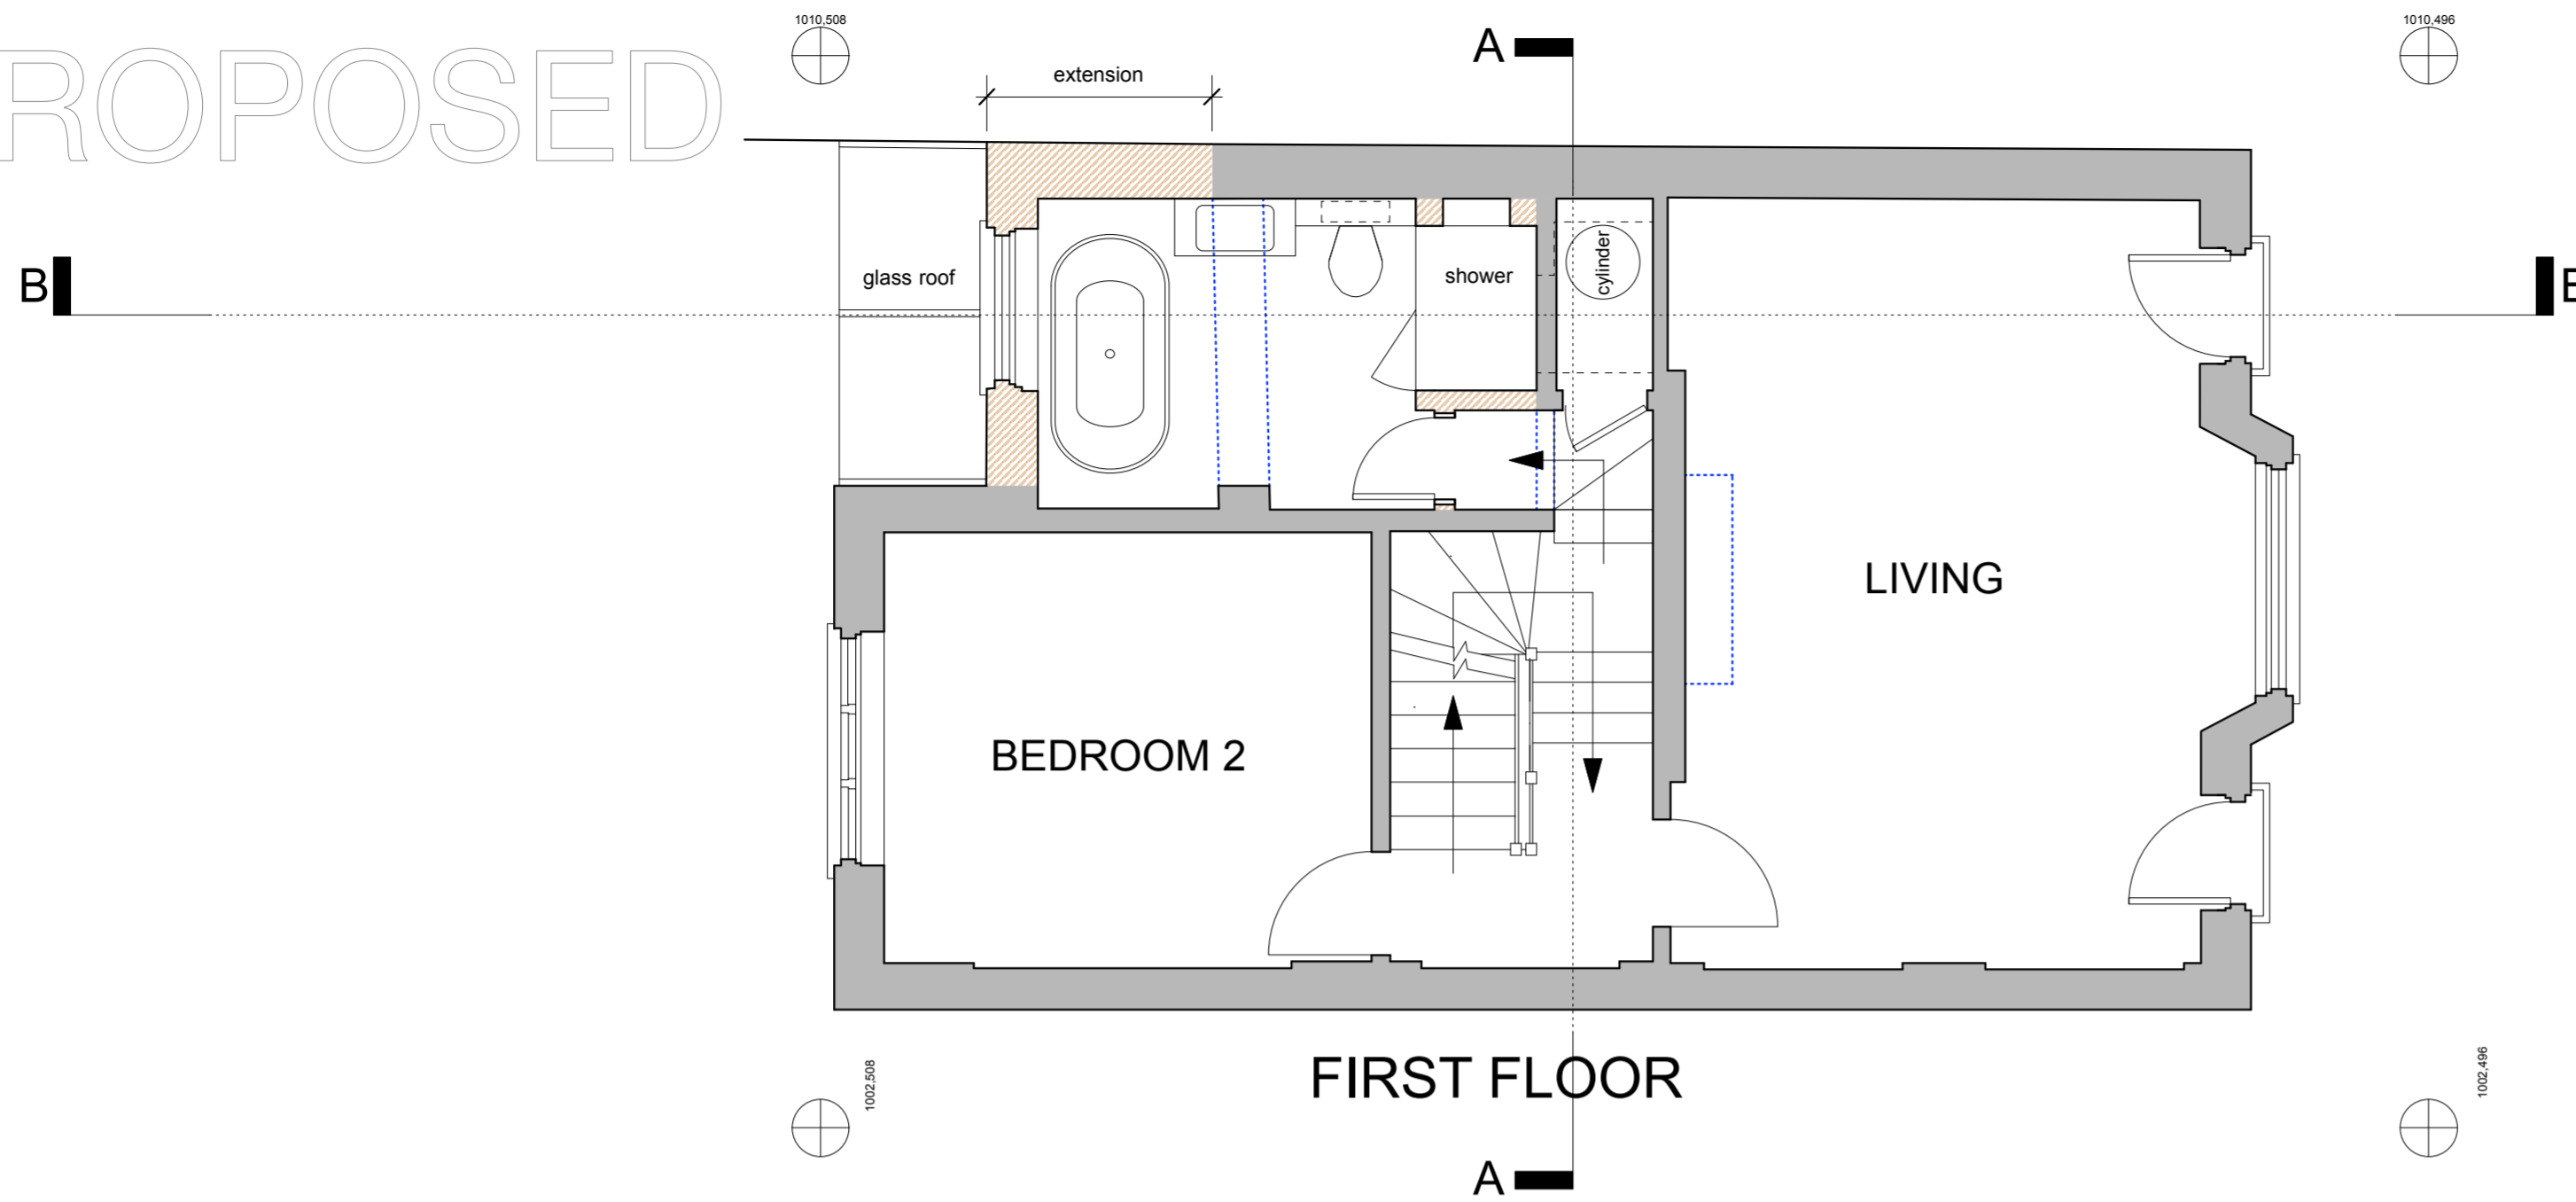 1010,508
1010,496
A
extension
ROPOSED
B
glass roof
shower
cylinder
B
LIVING
BEDROOM 2
FIRST FLOOR
1002,508
1002,496
A